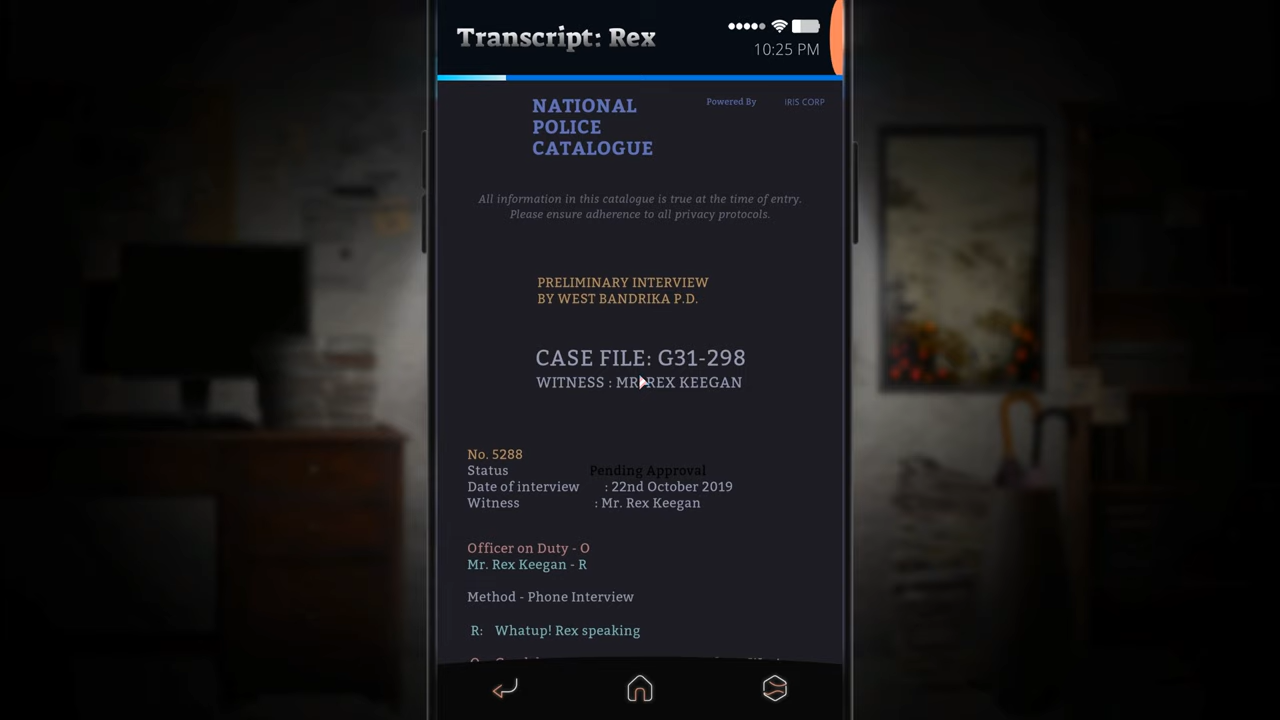 Transcript: Rex
10:25 PM
NATIONAL
POLICE
CATALOGUE
Powered By IRIS CORP
All information in this catalogue is true at the time of entry.
Please ensure adherence to all privacy protocols.
PRELIMINARY INTERVIEW
BY WEST BANDRIKA P.D.
CASE FILE: G31-298
WITNESS : MR. REX KEEGAN
No. 5288
Status Pending Approval
Date of interview : 22nd October 2019
Witness : Mr. Rex Keegan
Officer on Duty - O
Mr. Rex Keegan - R
Method - Phone Interview
R: Whatup! Rex speaking